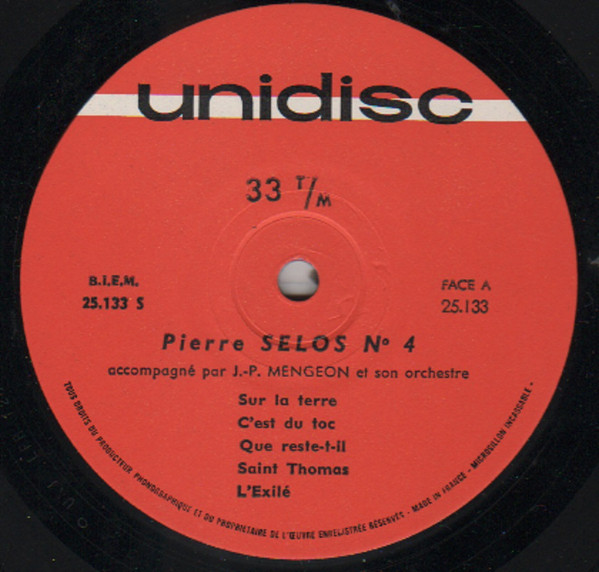 unidisc
33 T/M
B.I.E.M.
25.133 S
FACE A
25.133
Pierre SELOS Nº 4
accompagné par J.-P. MENGEON et son orchestre
Sur la terre
C'est du toc
Que reste-t-il
Saint Thomas
L'Exilé
TOUS DROITS DU PRODUCTEUR PHONOGRAPHIQUE ET DU PROPRIETAIRE DE L'ŒUVRE ENREGISTRÉE RÉSERVÉS - MADE IN FRANCE - MICROSILLON INCASSABLE -